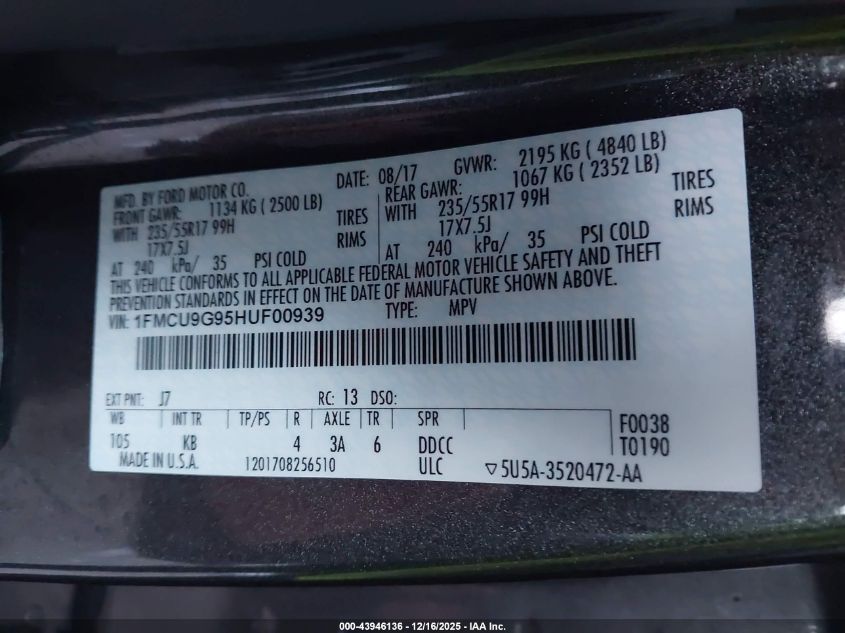 MFD. BY FORD MOTOR CO. DATE: 08/17 GVWR: 2195 KG ( 4840 LB)
FRONT GAWR: 1134 KG ( 2500 LB) REAR GAWR: 1067 KG ( 2352 LB)
WITH 235/55R17 99H TIRES WITH 235/55R17 99H TIRES
17X7.5J RIMS 17X7.5J RIMS
AT 240 kPa/ 35 PSI COLD AT 240 kPa/ 35 PSI COLD
THIS VEHICLE CONFORMS TO ALL APPLICABLE FEDERAL MOTOR VEHICLE SAFETY AND THEFT
PREVENTION STANDARDS IN EFFECT ON THE DATE OF MANUFACTURE SHOWN ABOVE.
VIN: 1FMCU9G95HUF00939 TYPE: MPV
EXT PNT: J7 RC: 13 DSO:
WB INT TR TP/PS R AXLE TR SPR F0038
105 KB 4 3A 6 DDCC T0190
MADE IN U.S.A. 1201708256510 ULC ▽5U5A-3520472-AA
000-43946136 - 12/16/2025 - IAA Inc.